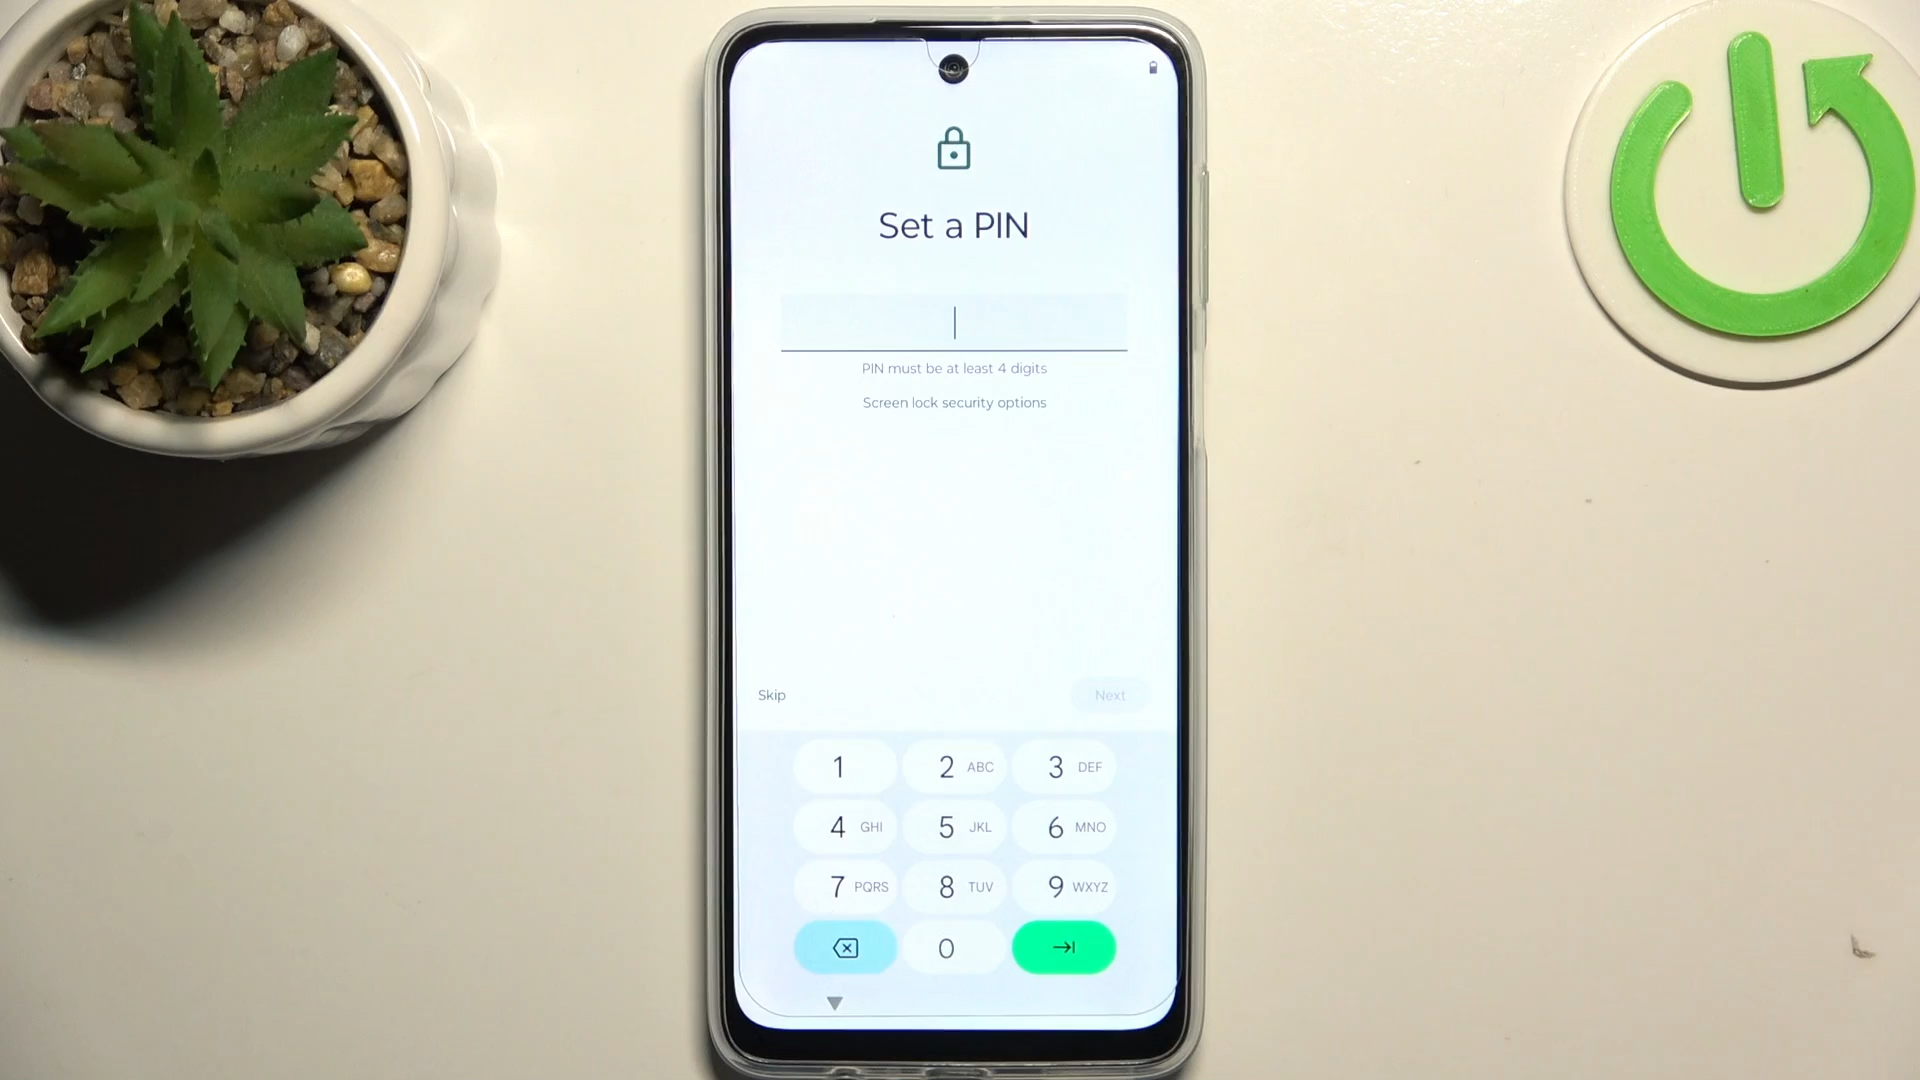 Set a PIN
PIN must be at least 4 digits
Screen lock security options
Skip Next
1 2 ABC 3 DEF
4 GHI 5 JKL 6 MNO
7 PQRS 8 TUV 9 WXYZ
0